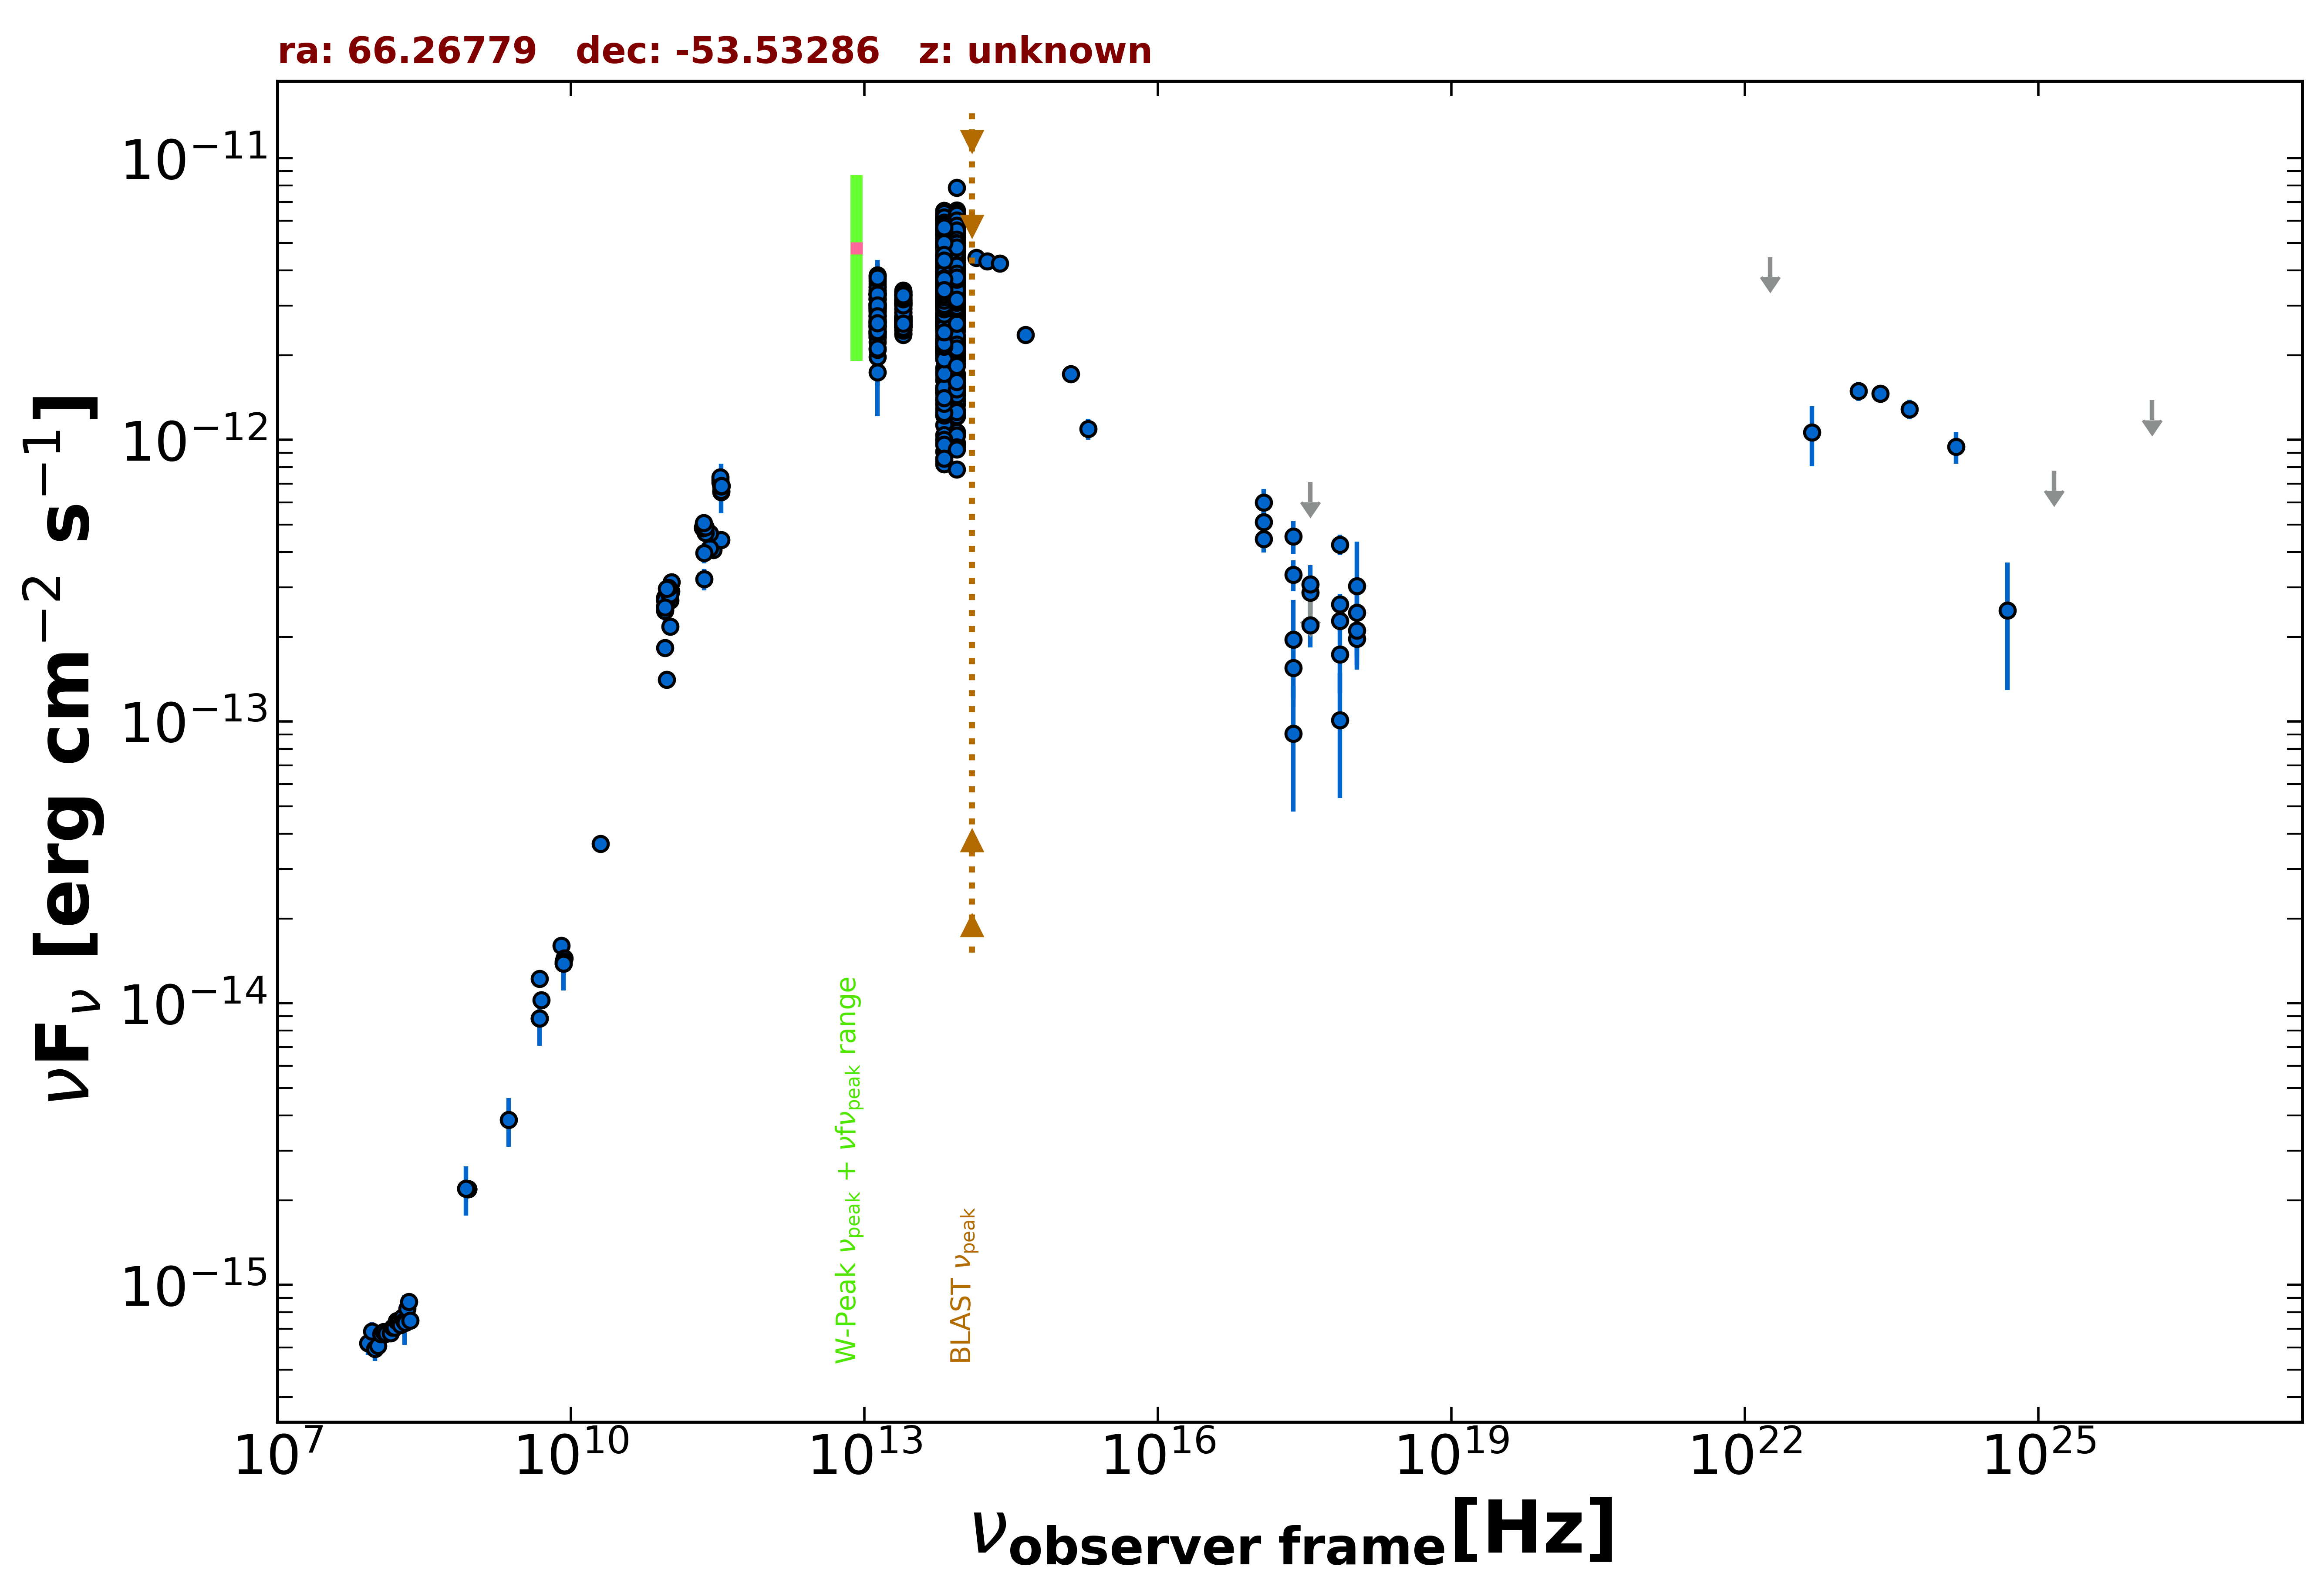 ra: 66.26779 dec: -53.53286 z: unknown
νFν [erg cm−2 s−1]
10−11
10−12
10−13
10−14
10−15
W-Peak νpeak + νfνpeak range
BLAST νpeak
107
1010
1013
1016
1019
1022
1025
νobserver frame[Hz]